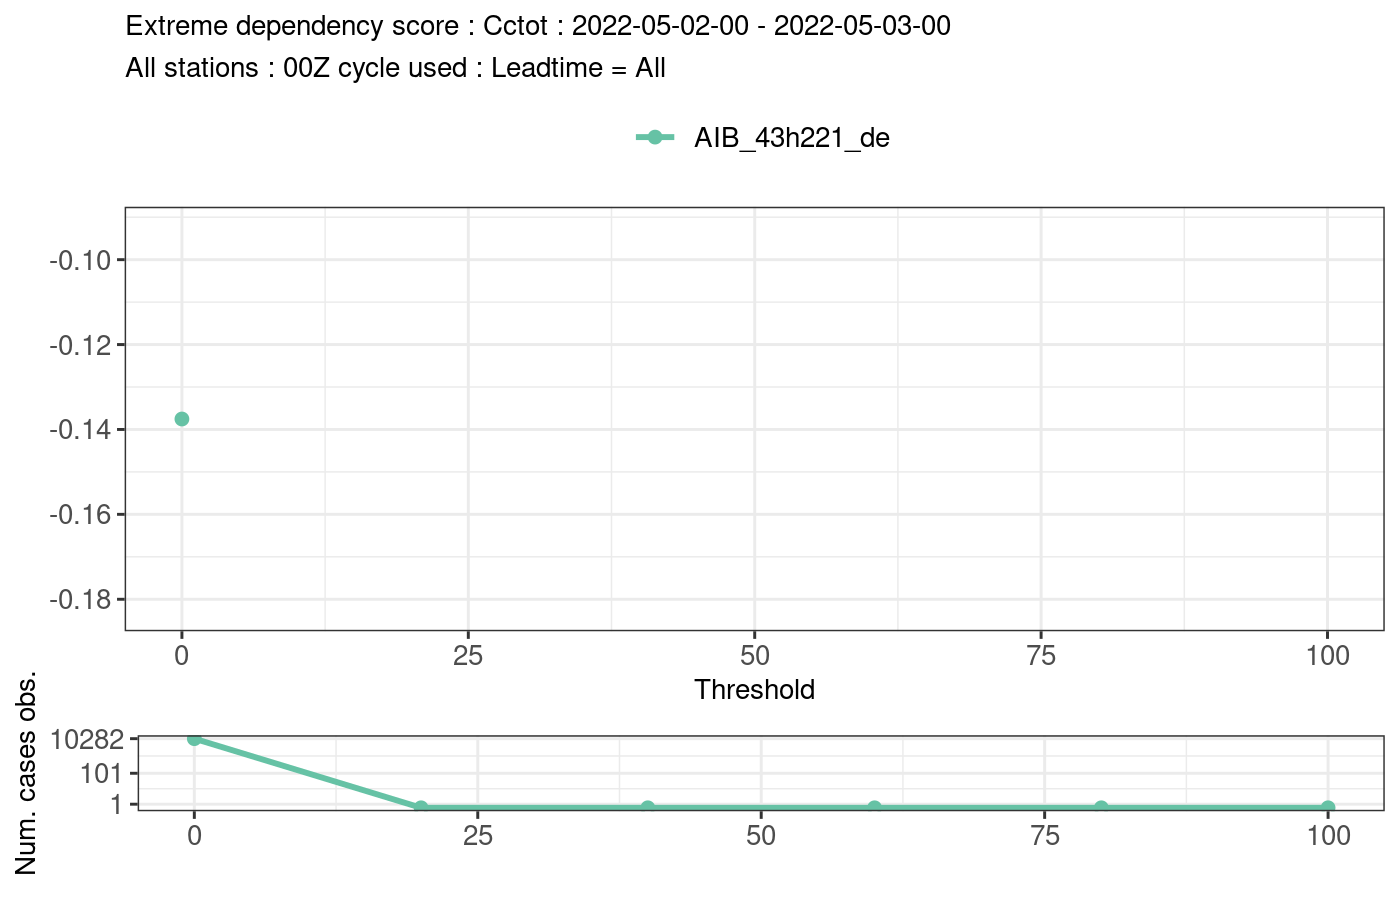 Extreme dependency score : Cctot : 2022-05-02-00 - 2022-05-03-00
All stations : 00Z cycle used : Leadtime = All
AIB_43h221_de
-0.10
-0.12
-0.14
-0.16
-0.18
0 25 50 75 100
Threshold
Num. cases obs.
10282
101
1
0 25 50 75 100